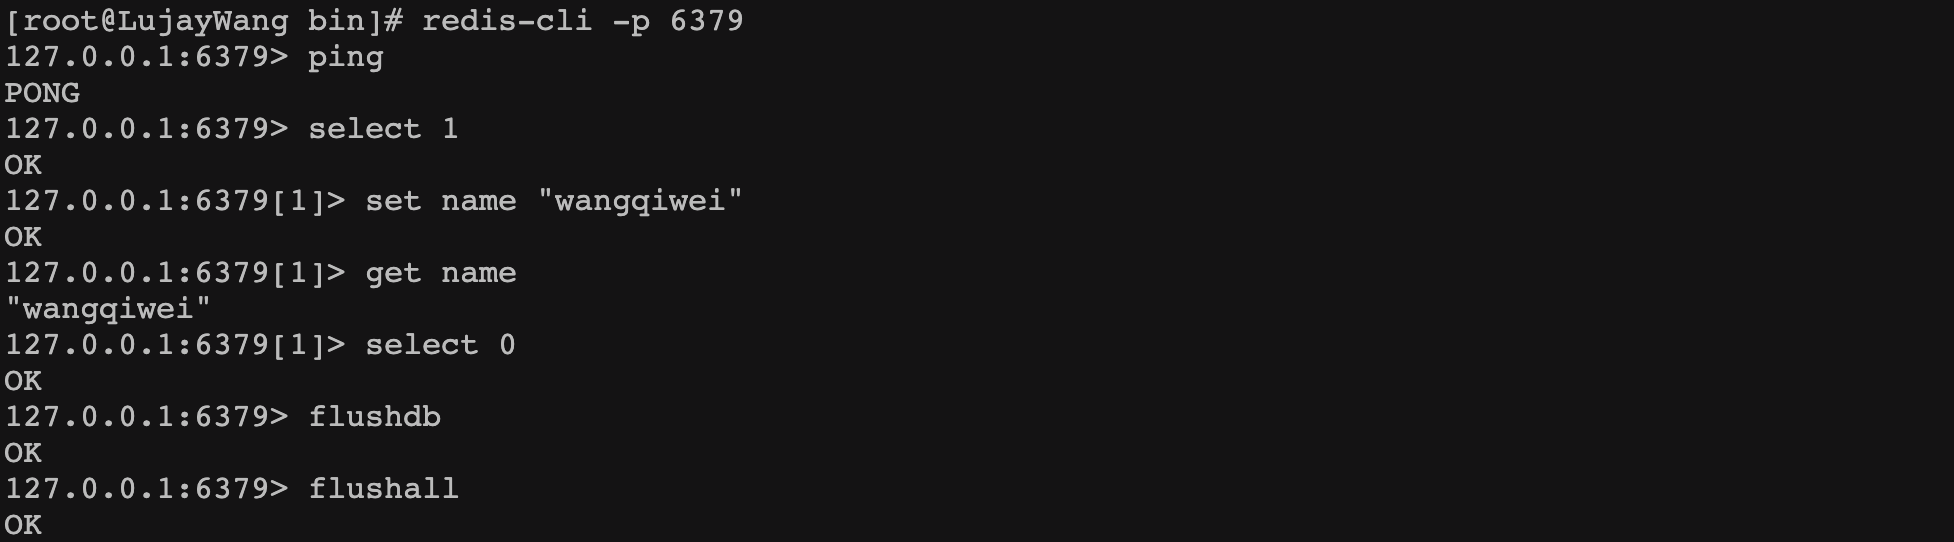 [root@LujayWang bin]# redis-cli -p 6379
127.0.0.1:6379> ping
PONG
127.0.0.1:6379> select 1
OK
127.0.0.1:6379[1]> set name "wangqiwei"
OK
127.0.0.1:6379[1]> get name
"wangqiwei"
127.0.0.1:6379[1]> select 0
OK
127.0.0.1:6379> flushdb
OK
127.0.0.1:6379> flushall
OK